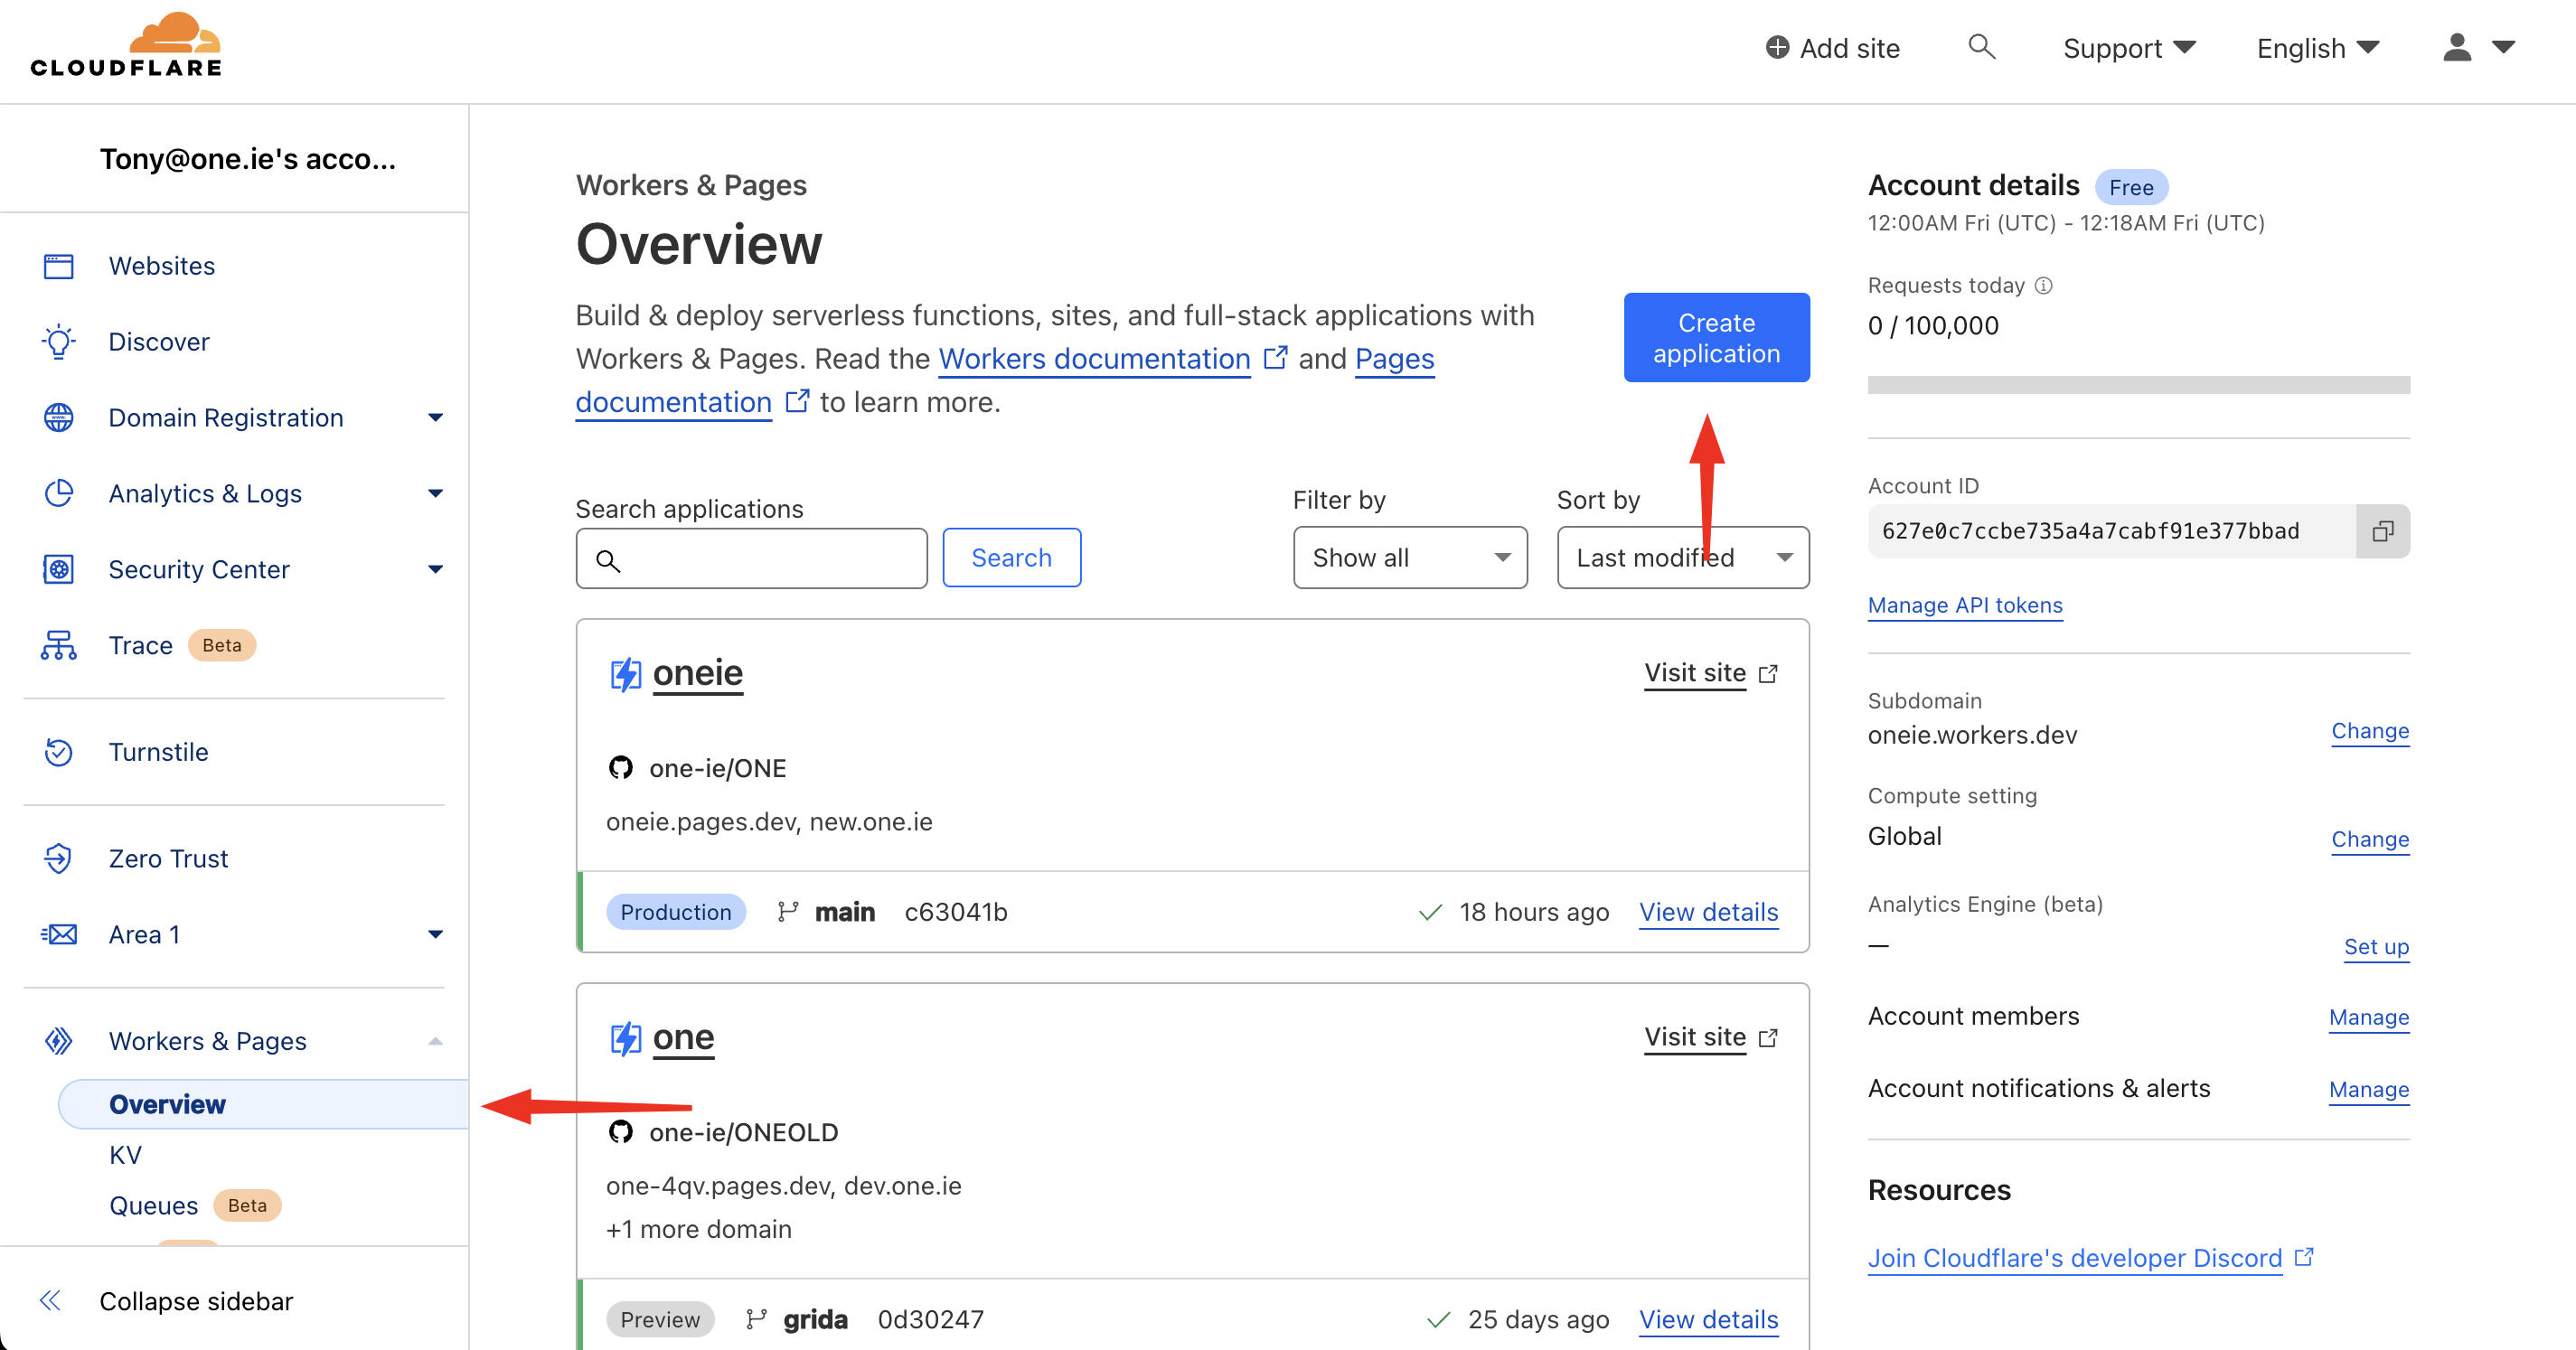 CLOUDFLARE
Add site
Support
English
Tony@one.ie's acco...
Websites
Discover
Domain Registration
Analytics & Logs
Security Center
Trace Beta
Turnstile
Zero Trust
Area 1
Workers & Pages
Overview
KV
Queues Beta
Collapse sidebar
Workers & Pages
Overview
Build & deploy serverless functions, sites, and full-stack applications with
Workers & Pages. Read the Workers documentation and Pages
documentation to learn more.
Create
application
Search applications
Search
Filter by
Show all
Sort by
Last modified
oneie
Visit site
one-ie/ONE
oneie.pages.dev, new.one.ie
Production main c63041b 18 hours ago View details
one
Visit site
one-ie/ONEOLD
one-4qv.pages.dev, dev.one.ie
+1 more domain
Preview grida 0d30247 25 days ago View details
Account details Free
12:00AM Fri (UTC) - 12:18AM Fri (UTC)
Requests today
0 / 100,000
Account ID
627e0c7ccbe735a4a7cabf91e377bbad
Manage API tokens
Subdomain
oneie.workers.dev Change
Compute setting
Global Change
Analytics Engine (beta)
— Set up
Account members Manage
Account notifications & alerts Manage
Resources
Join Cloudflare's developer Discord